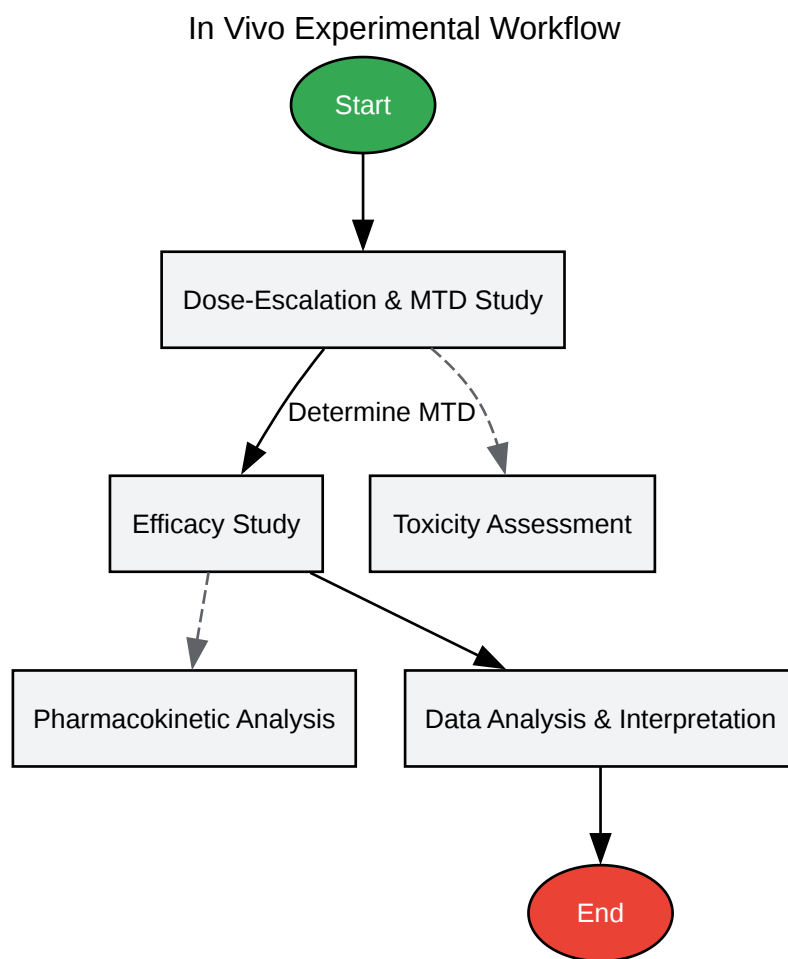 In Vivo Experimental Workflow
Start
Dose-Escalation & MTD Study
Determine MTD
Efficacy Study
Toxicity Assessment
Pharmacokinetic Analysis
Data Analysis & Interpretation
End